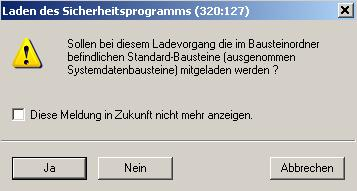 Laden des Sicherheitsprogramms (320:127)
Sollen bei diesem Ladevorgang die im Bausteinordner
befindlichen Standard-Bausteine (ausgenommen
Systemdatenbausteine) mitgeladen werden ?
Diese Meldung in Zukunft nicht mehr anzeigen.
Ja Nein Abbrechen